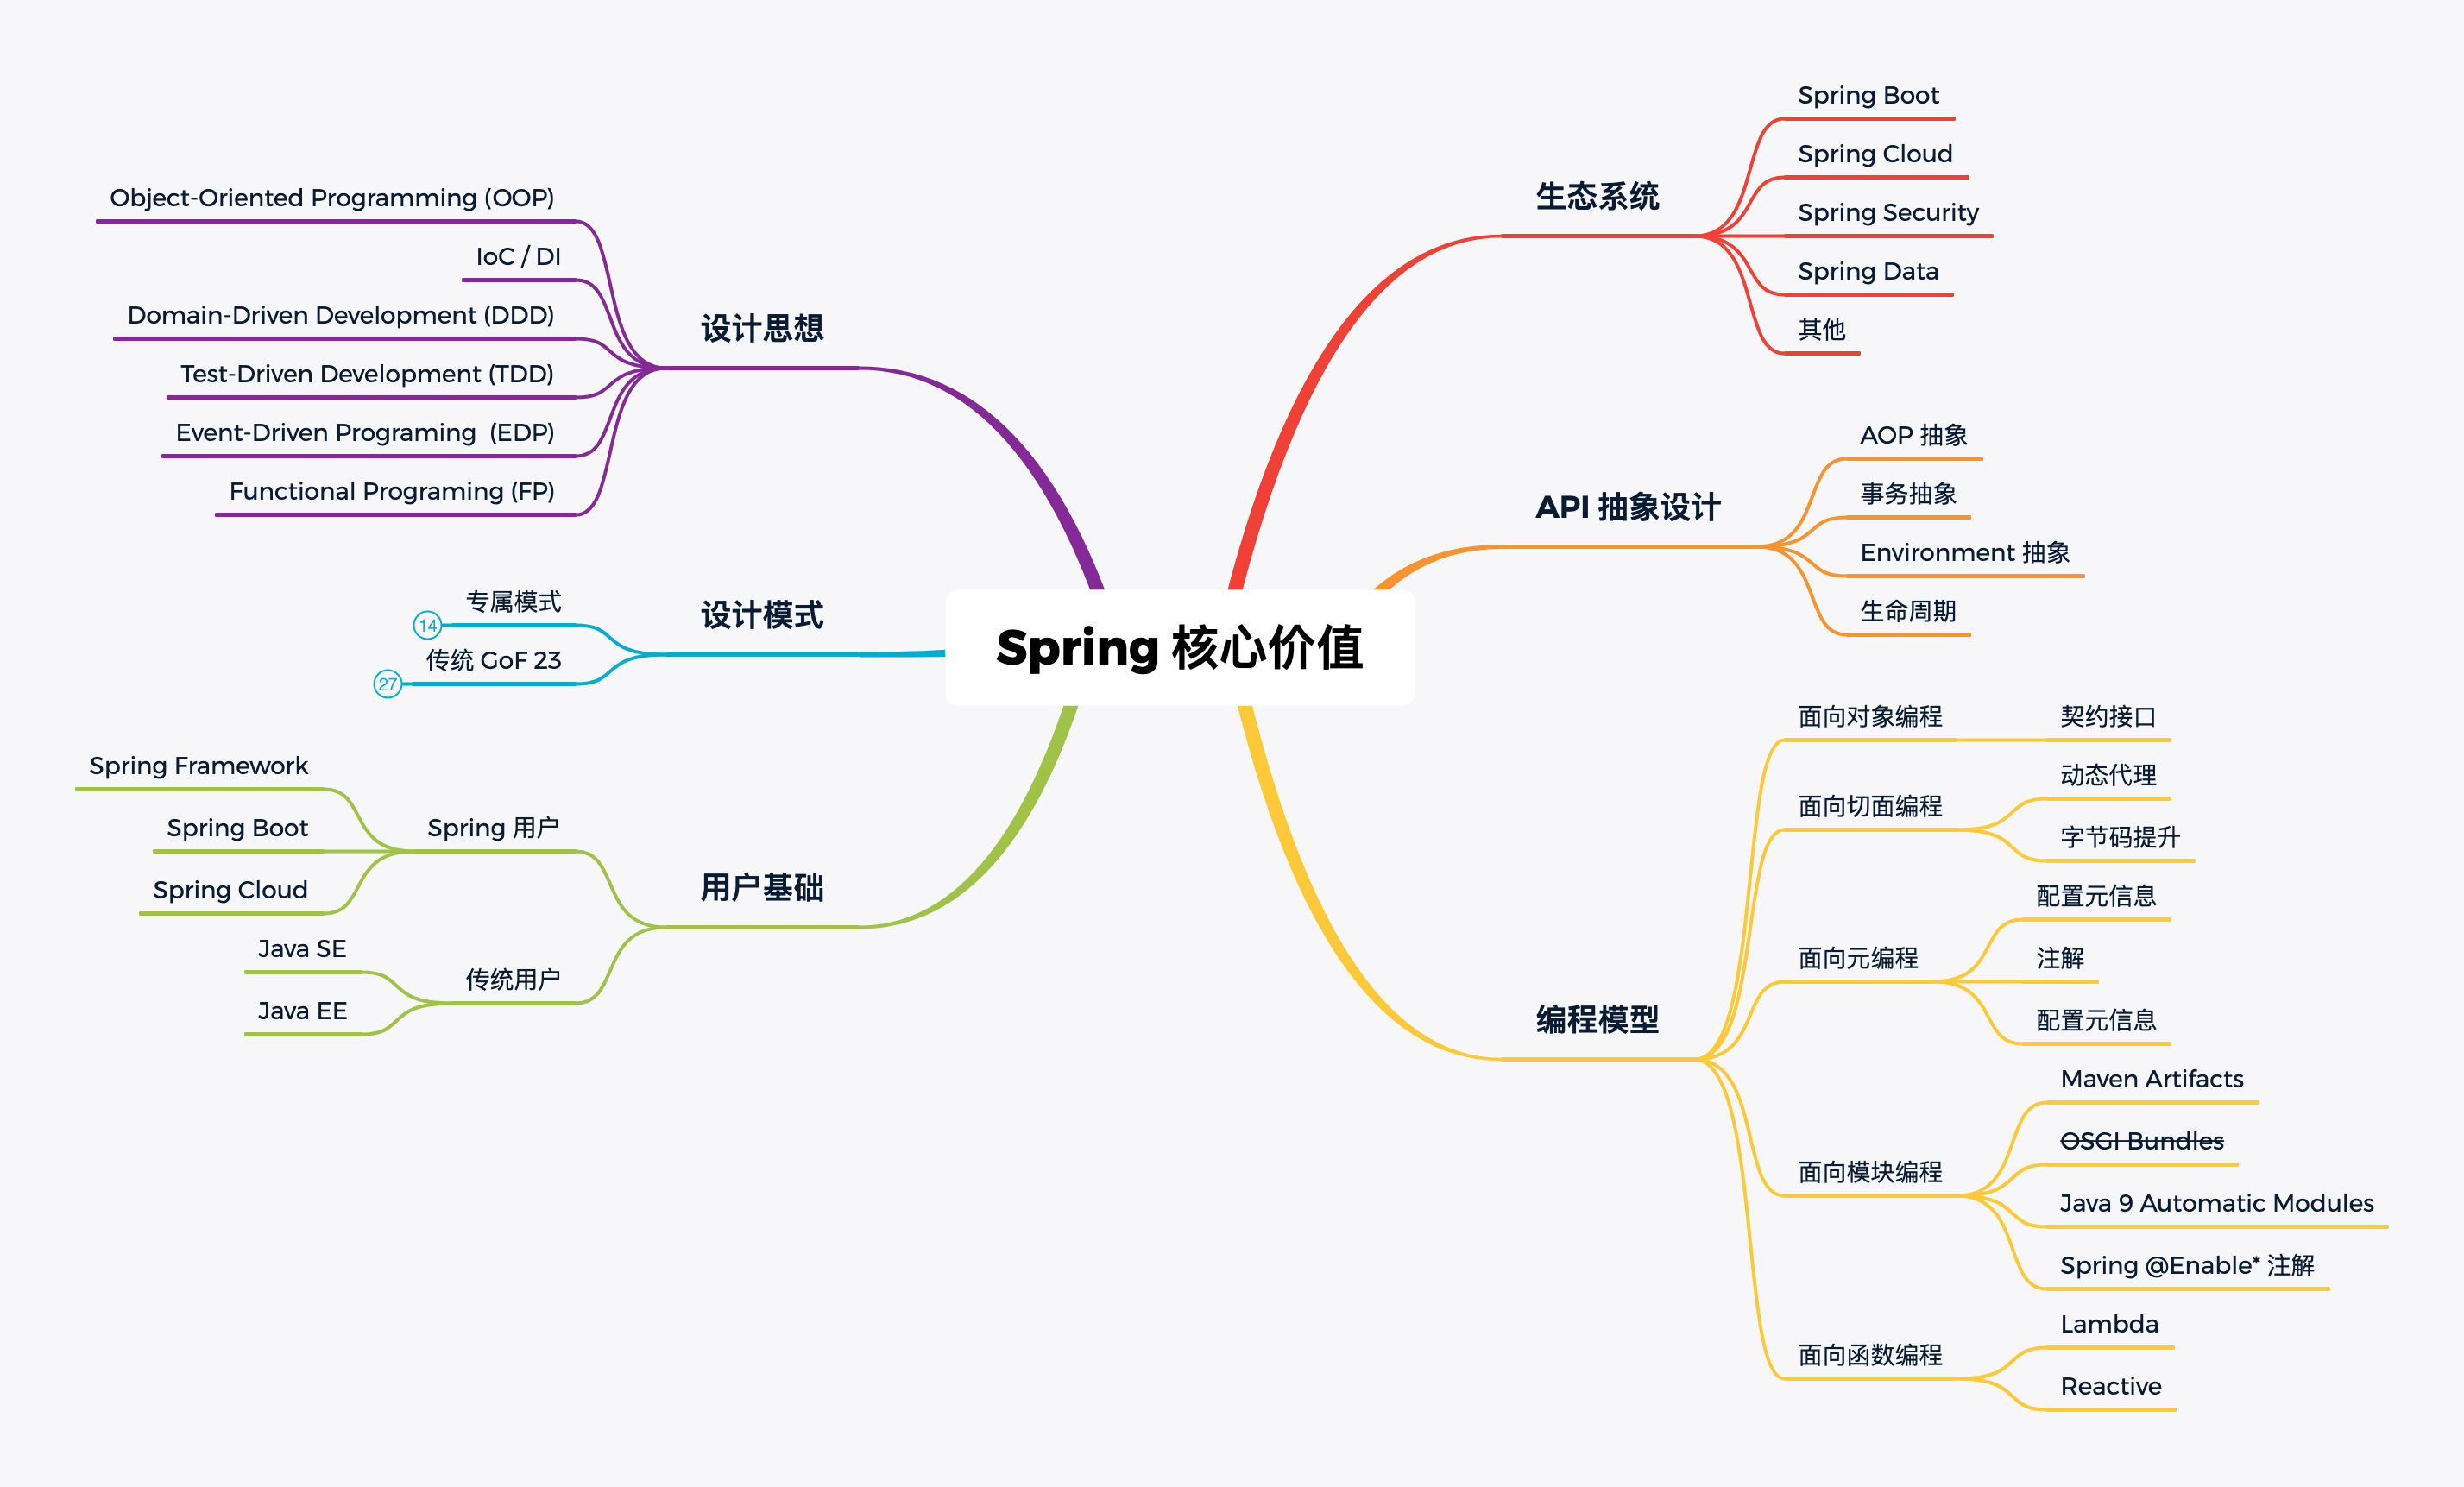 Spring 核心价值
生态系统
Spring Boot
Spring Cloud
Spring Security
Spring Data
其他
API 抽象设计
AOP 抽象
事务抽象
Environment 抽象
生命周期
编程模型
面向对象编程
契约接口
面向切面编程
动态代理
字节码提升
面向元编程
配置元信息
注解
配置元信息
面向模块编程
Maven Artifacts
OSGI Bundles
Java 9 Automatic Modules
Spring @Enable* 注解
面向函数编程
Lambda
Reactive
设计思想
Object-Oriented Programming (OOP)
IoC / DI
Domain-Driven Development (DDD)
Test-Driven Development (TDD)
Event-Driven Programing  (EDP)
Functional Programing (FP)
设计模式
专属模式
14
传统 GoF 23
27
用户基础
Spring 用户
Spring Framework
Spring Boot
Spring Cloud
传统用户
Java SE
Java EE